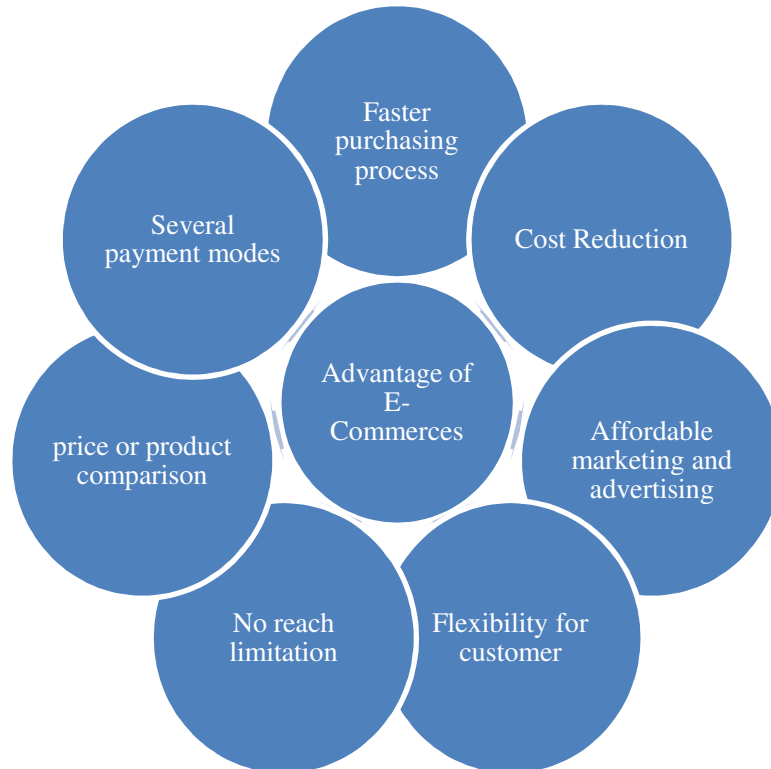 Faster
purchasing
process
Cost Reduction
Affordable
marketing and
advertising
Flexibility for
customer
No reach
limitation
price or product
comparison
Several
payment modes
Advantage of
E-
Commerces